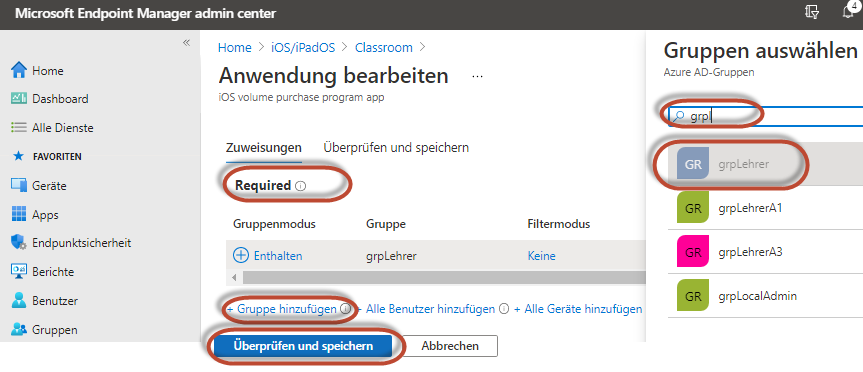 Microsoft Endpoint Manager admin center
4
«
Home
Dashboard
Alle Dienste
FAVORITEN
Geräte
Apps
Endpunktsicherheit
Berichte
Benutzer
Gruppen
Home > iOS/iPadOS > Classroom >
Anwendung bearbeiten ...
iOS volume purchase program app
Zuweisungen Überprüfen und speichern
Required
Gruppenmodus Gruppe Filtermodus
Enthalten grpLehrer Keine
+ Gruppe hinzufügen + Alle Benutzer hinzufügen + Alle Geräte hinzufügen
Überprüfen und speichern Abbrechen
Gruppen auswählen
Azure AD-Gruppen
grpl
GR grpLehrer
GR grpLehrerA1
GR grpLehrerA3
GR grpLocalAdmin